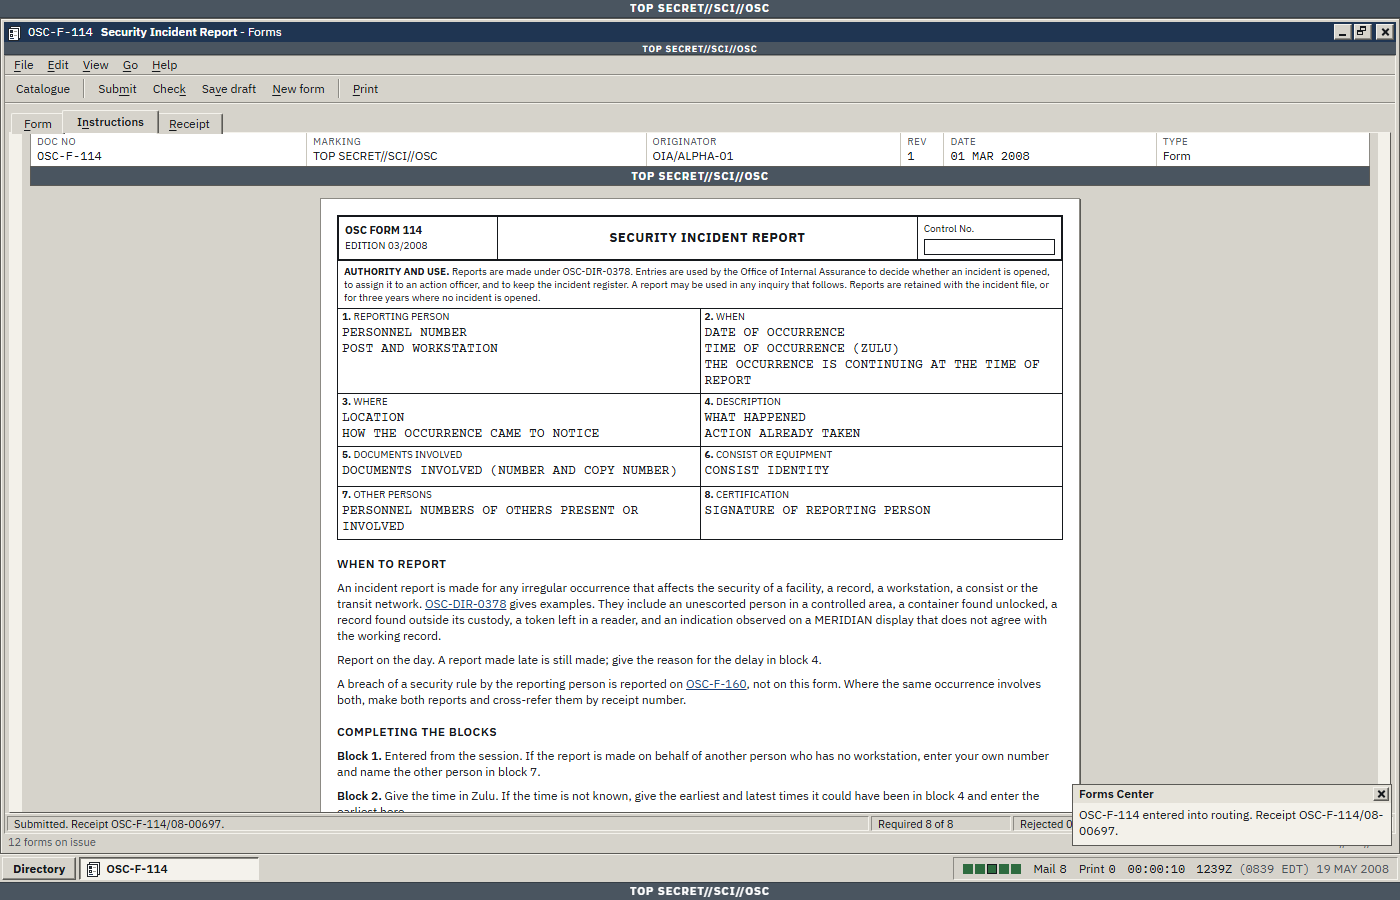 TOP SECRET//SCI//OSC
OSC-F-114 Security Incident Report - Forms
TOP SECRET//SCI//OSC
File Edit View Go Help
Catalogue Submit Check Save draft New form Print
Form Instructions Receipt
DOC NO MARKING ORIGINATOR REV DATE TYPE
OSC-F-114 TOP SECRET//SCI//OSC OIA/ALPHA-01 1 01 MAR 2008 Form
TOP SECRET//SCI//OSC
OSC FORM 114
EDITION 03/2008
SECURITY INCIDENT REPORT
Control No.
AUTHORITY AND USE. Reports are made under OSC-DIR-0378. Entries are used by the Office of Internal Assurance to decide whether an incident is opened,
to assign it to an action officer, and to keep the incident register. A report may be used in any inquiry that follows. Reports are retained with the incident file, or
for three years where no incident is opened.
1. REPORTING PERSON
PERSONNEL NUMBER
POST AND WORKSTATION
2. WHEN
DATE OF OCCURRENCE
TIME OF OCCURRENCE (ZULU)
THE OCCURRENCE IS CONTINUING AT THE TIME OF
REPORT
3. WHERE
LOCATION
HOW THE OCCURRENCE CAME TO NOTICE
4. DESCRIPTION
WHAT HAPPENED
ACTION ALREADY TAKEN
5. DOCUMENTS INVOLVED
DOCUMENTS INVOLVED (NUMBER AND COPY NUMBER)
6. CONSIST OR EQUIPMENT
CONSIST IDENTITY
7. OTHER PERSONS
PERSONNEL NUMBERS OF OTHERS PRESENT OR
INVOLVED
8. CERTIFICATION
SIGNATURE OF REPORTING PERSON
WHEN TO REPORT
An incident report is made for any irregular occurrence that affects the security of a facility, a record, a workstation, a consist or the
transit network. OSC-DIR-0378 gives examples. They include an unescorted person in a controlled area, a container found unlocked, a
record found outside its custody, a token left in a reader, and an indication observed on a MERIDIAN display that does not agree with
the working record.
Report on the day. A report made late is still made; give the reason for the delay in block 4.
A breach of a security rule by the reporting person is reported on OSC-F-160, not on this form. Where the same occurrence involves
both, make both reports and cross-refer them by receipt number.
COMPLETING THE BLOCKS
Block 1. Entered from the session. If the report is made on behalf of another person who has no workstation, enter your own number
and name the other person in block 7.
Block 2. Give the time in Zulu. If the time is not known, give the earliest and latest times it could have been in block 4 and enter the
earliest here.
Forms Center
OSC-F-114 entered into routing. Receipt OSC-F-114/08-
00697.
Submitted. Receipt OSC-F-114/08-00697. Required 8 of 8 Rejected
12 forms on issue
Directory OSC-F-114 Mail 8 Print 0 00:00:10 1239Z (0839 EDT) 19 MAY 2008
TOP SECRET//SCI//OSC